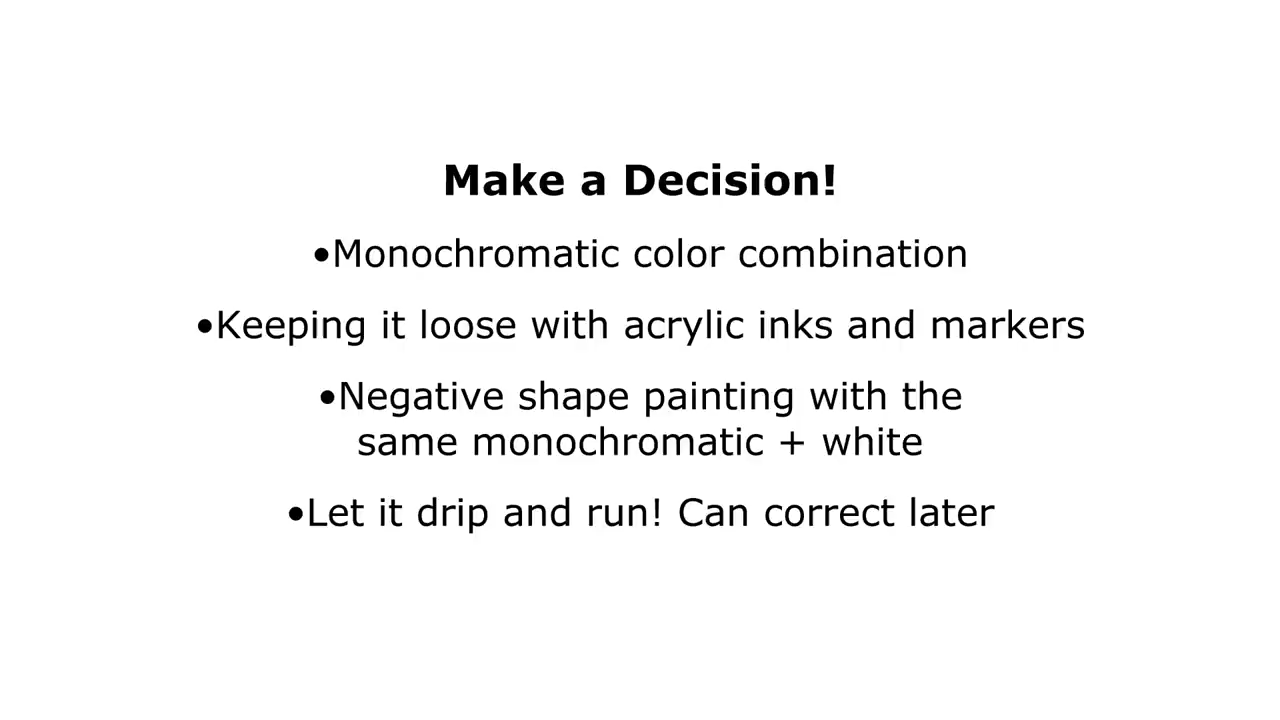 Make a Decision!
•Monochromatic color combination
•Keeping it loose with acrylic inks and markers
•Negative shape painting with the
same monochromatic + white
•Let it drip and run! Can correct later